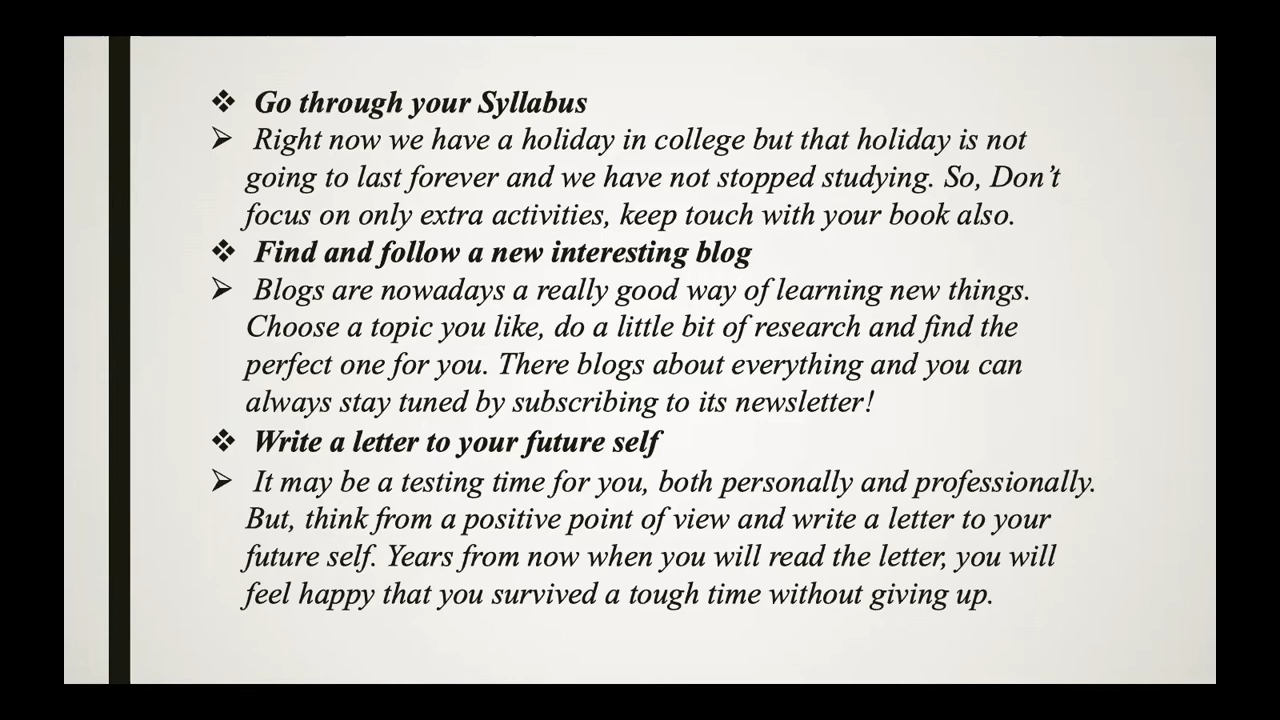 ❖ Go through your Syllabus
➢ Right now we have a holiday in college but that holiday is not
going to last forever and we have not stopped studying. So, Don’t
focus on only extra activities, keep touch with your book also.
❖ Find and follow a new interesting blog
➢ Blogs are nowadays a really good way of learning new things.
Choose a topic you like, do a little bit of research and find the
perfect one for you. There blogs about everything and you can
always stay tuned by subscribing to its newsletter!
❖ Write a letter to your future self
➢ It may be a testing time for you, both personally and professionally.
But, think from a positive point of view and write a letter to your
future self. Years from now when you will read the letter, you will
feel happy that you survived a tough time without giving up.